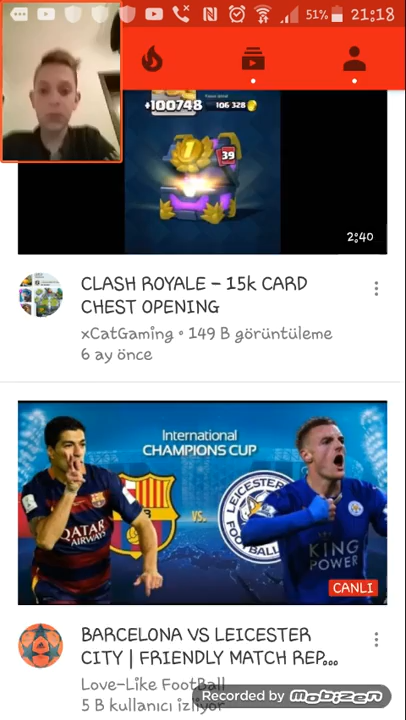 51% 21:18
+100748
106 328
39
2:40
CLASH ROYALE – 15k CARD
CHEST OPENING
xCatGaming • 149 B görüntüleme
6 ay önce
International
CHAMPIONS CUP
QATAR
AIRWAYS
VS.
LEICESTER
FOOTBALL
KING
POWER
CANLI
BARCELONA VS LEICESTER
CITY | FRIENDLY MATCH REP...
Love-Like FootBall
5 B kullanıcı izliyor
Recorded by Mobizen